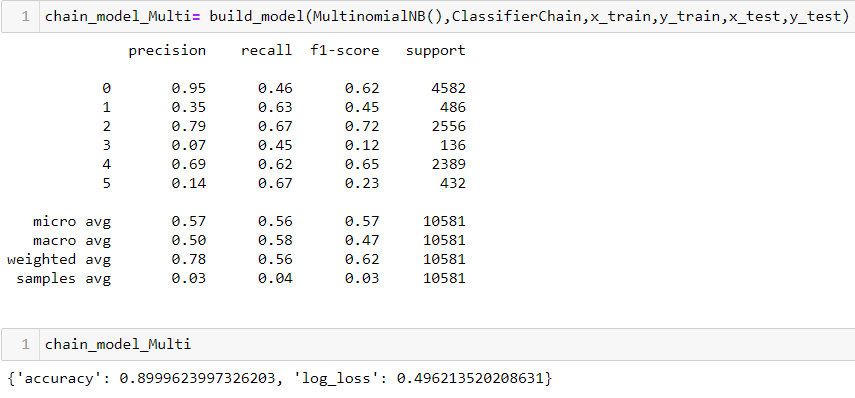 1 chain_model_Multi= build_model(MultinomialNB(),ClassifierChain,x_train,y_train,x_test,y_test)
precision recall f1-score support
0 0.95 0.46 0.62 4582
1 0.35 0.63 0.45 486
2 0.79 0.67 0.72 2556
3 0.07 0.45 0.12 136
4 0.69 0.62 0.65 2389
5 0.14 0.67 0.23 432
micro avg 0.57 0.56 0.57 10581
macro avg 0.50 0.58 0.47 10581
weighted avg 0.78 0.56 0.62 10581
samples avg 0.03 0.04 0.03 10581
1 chain_model_Multi
{'accuracy': 0.8999623997326203, 'log_loss': 0.496213520208631}